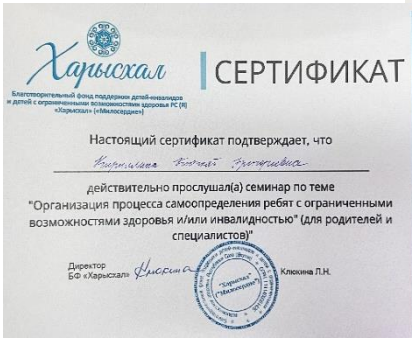 Харысхал
Благотворительный фонд поддержки детей-инвалидов
и детей с ограниченными возможностями здоровья РС (Я)
«Харысхал» («Милосердие»)
СЕРТИФИКАТ
Настоящий сертификат подтверждает, что
действительно прослушал(а) семинар по теме
"Организация процесса самоопределения ребят с ограниченными
возможностями здоровья и/или инвалидностью" (для родителей и
специалистов)"
Директор
БФ «Харысхал»
Клюкина Л.Н.
"Харысхал"
("Милосердие")